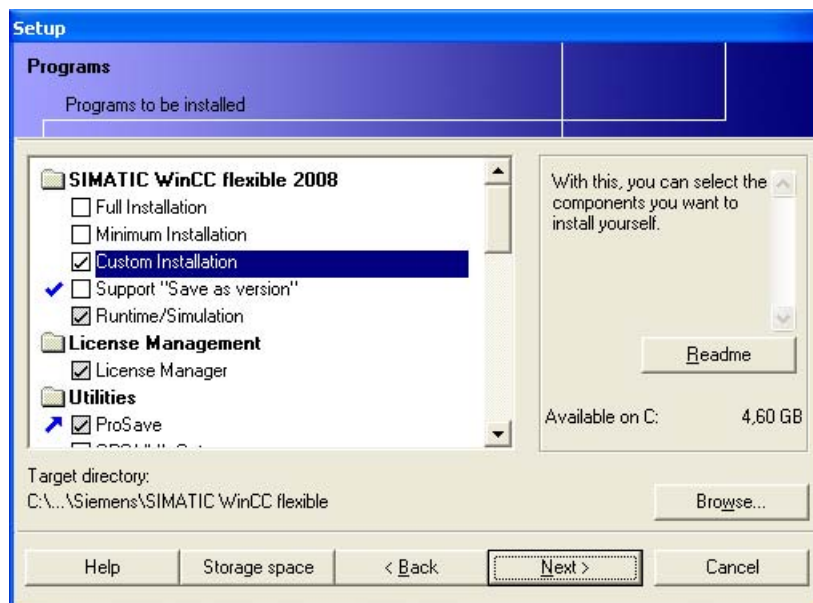 Setup
Programs
Programs to be installed
SIMATIC WinCC flexible 2008
Full Installation
Minimum Installation
Custom Installation
Support "Save as version"
Runtime/Simulation
License Management
License Manager
Utilities
ProSave
With this, you can select the
components you want to
install yourself.
Readme
Available on C: 4,60 GB
Target directory:
C:\...\Siemens\SIMATIC WinCC flexible
Browse...
Help
Storage space
< Back
Next >
Cancel